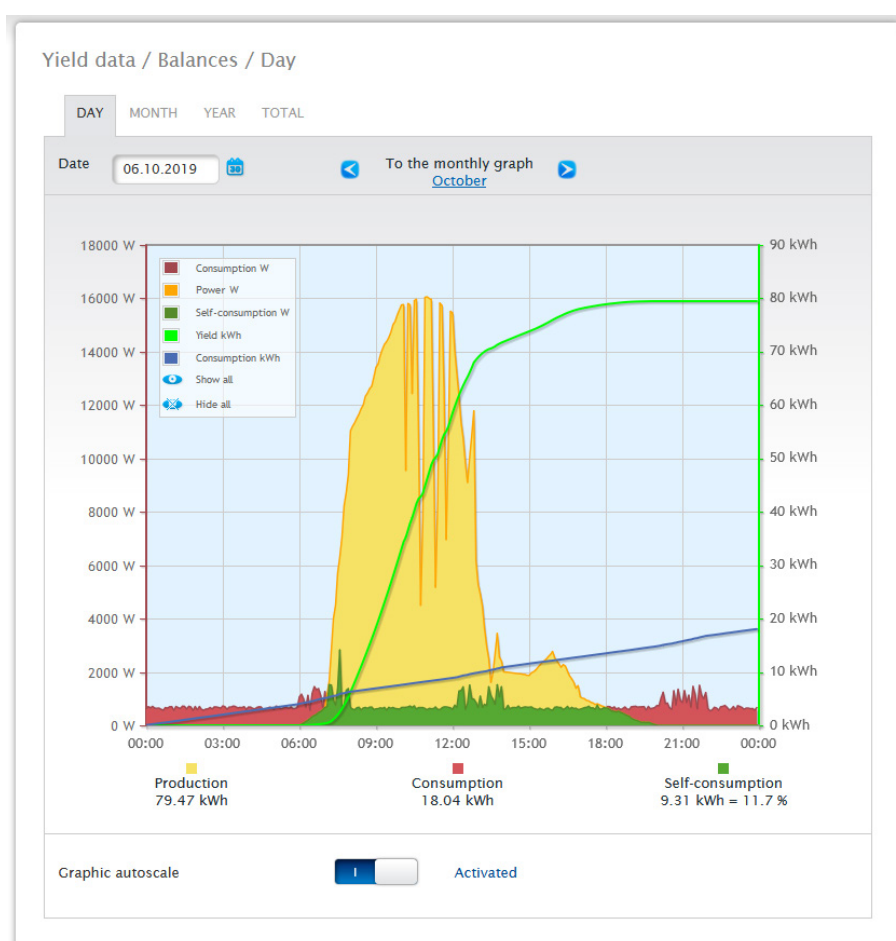 Yield data / Balances / Day
DAY MONTH YEAR TOTAL
Date 06.10.2019 30 To the monthly graph
October
18000 W 90 kWh
Consumption W
Power W
16000 W 80 kWh
Self-consumption W
Yield kWh
14000 W 70 kWh
Consumption kWh
Show all
12000 W 60 kWh
Hide all
10000 W 50 kWh
8000 W 40 kWh
6000 W 30 kWh
4000 W 20 kWh
2000 W 10 kWh
0 W 0 kWh
00:00 03:00 06:00 09:00 12:00 15:00 18:00 21:00 00:00
Production Consumption Self-consumption
79.47 kWh 18.04 kWh 9.31 kWh = 11.7 %
Graphic autoscale I Activated